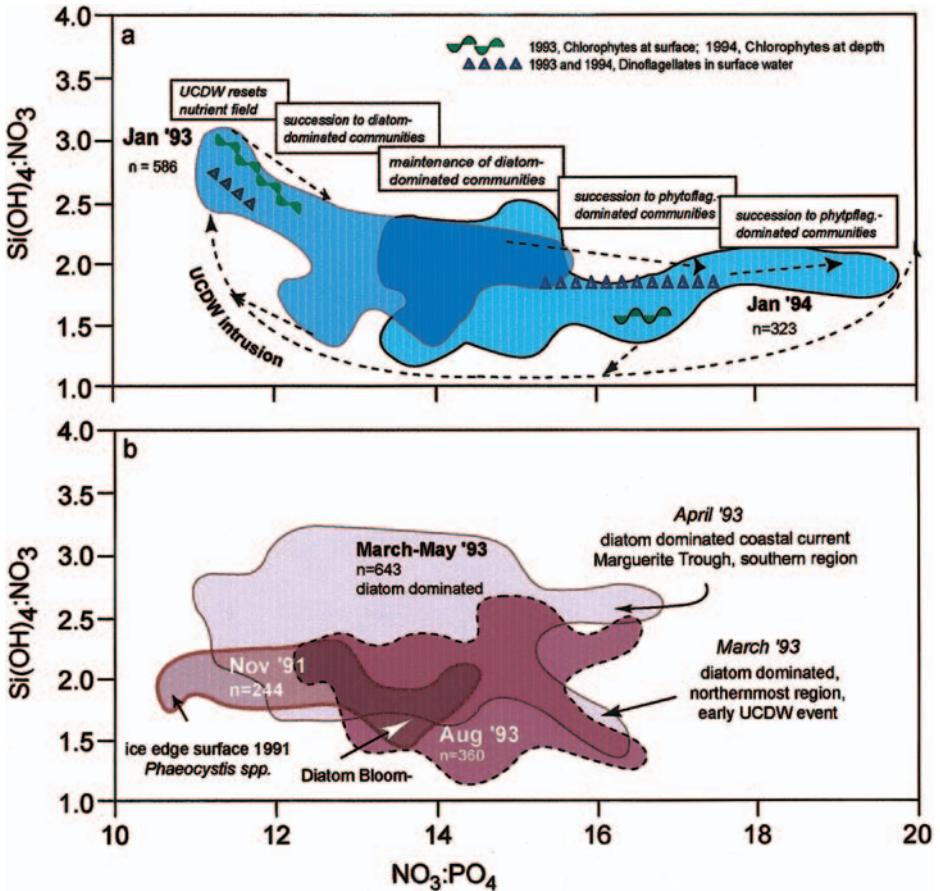 4.0
a
3.5
3.0
2.5
2.0
1.5
1.0
Si(OH)4:NO3
1993, Chlorophytes at surface; 1994, Chlorophytes at depth
1993 and 1994, Dinoflagellates in surface water
UCDW resets
nutrient field
succession to diatom-
dominated communities
maintenance of diatom-
dominated communities
succession to phytoflag.-
dominated communities
succession to phytpflag.-
dominated communities
Jan '93
n = 586
UCDW intrusion
Jan '94
n=323
4.0
b
3.5
3.0
2.5
2.0
1.5
1.0
Si(OH)4:NO3
March-May '93
n=643
diatom dominated
April '93
diatom dominated coastal current
Marguerite Trough, southern region
March '93
diatom dominated,
northernmost region,
early UCDW event
Nov '91
n=244
Aug '93
n=360
ice edge surface 1991
Phaeocystis spp.
Diatom Bloom-
10
12
14
16
18
20
NO3:PO4